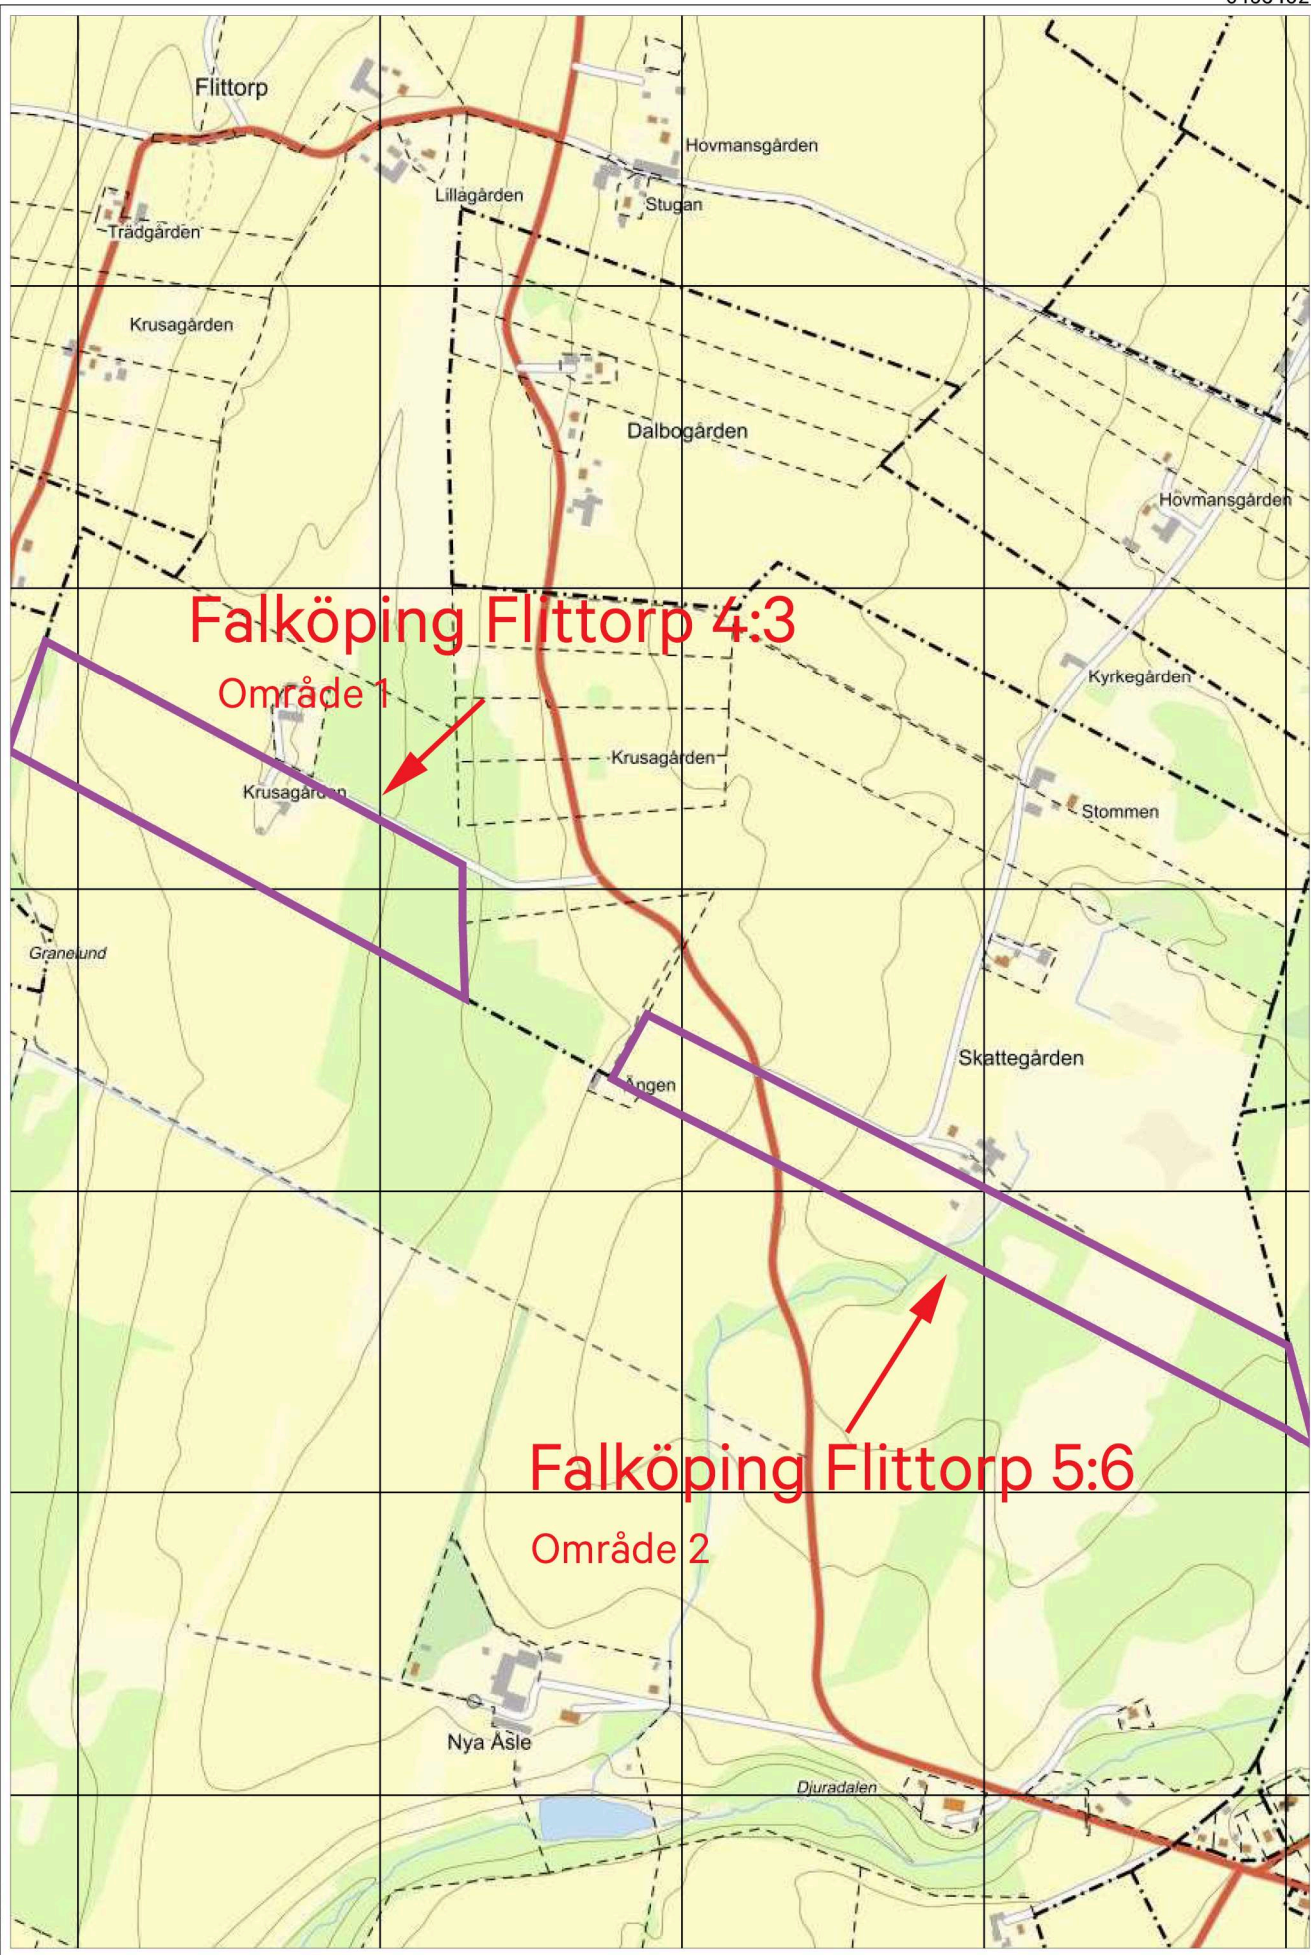 Flittorp
Hovmansgården
Lillagården
Stugan
Trädgården
Krusagården
Dalbogården
Hovmansgården
Falköping Flittorp 4:3
Område 1
Kyrkegården
Krusagården
Krusagården
Stommen
Granelund
Skattegården
Ängen
Falköping Flittorp 5:6
Område 2
Nya Åsle
Djuradalen